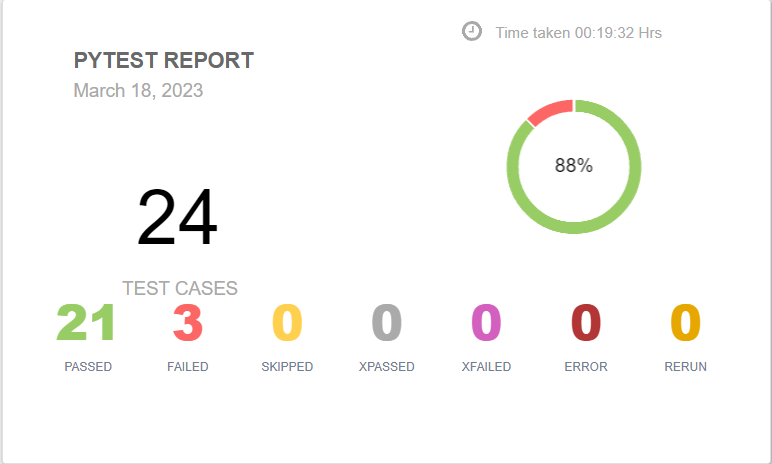 Time taken 00:19:32 Hrs
PYTEST REPORT
March 18, 2023
88%
24
TEST CASES
21 3 0 0 0 0 0
PASSED FAILED SKIPPED XPASSED XFAILED ERROR RERUN